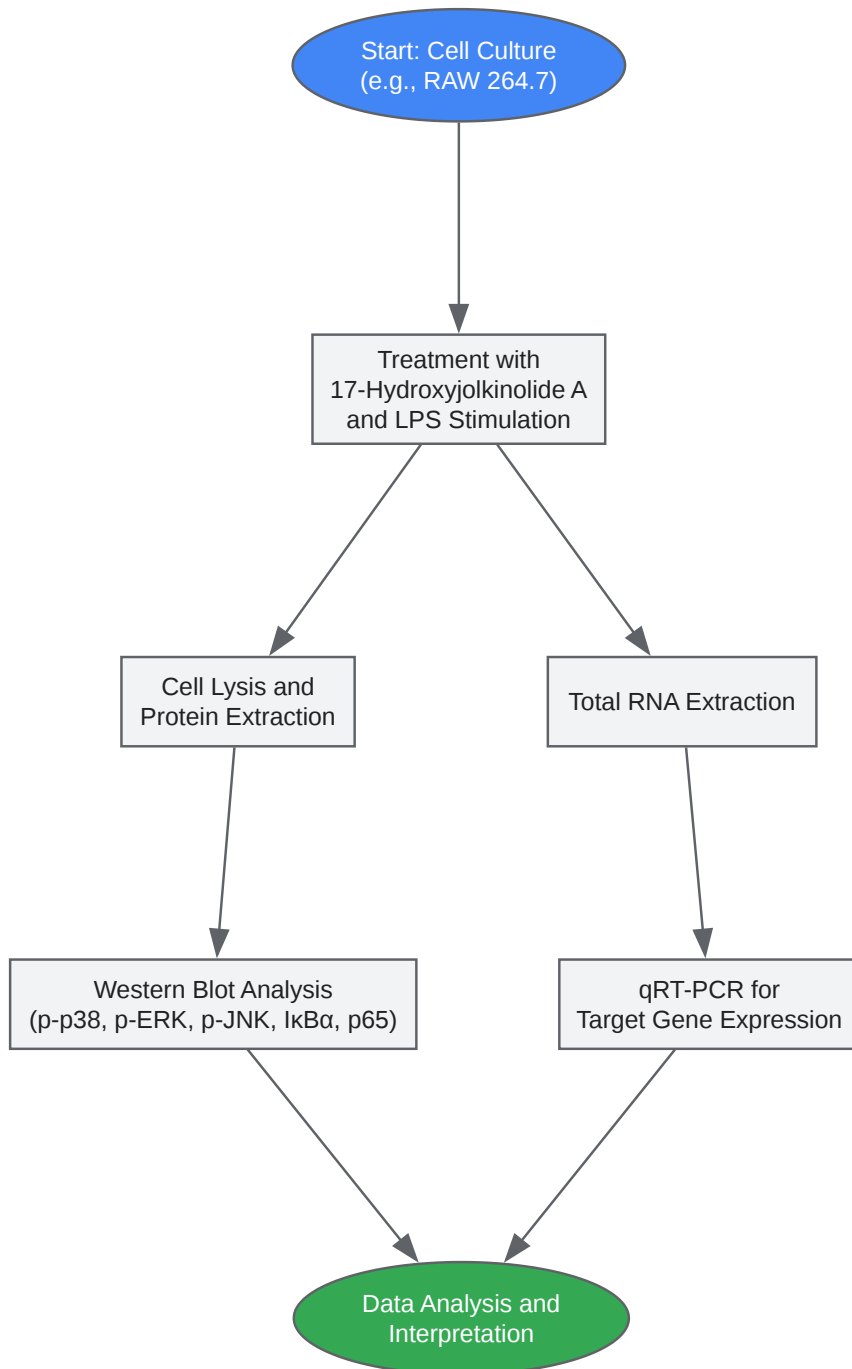 Start: Cell Culture
(e.g., RAW 264.7)
Treatment with
17-Hydroxyjolkinolide A
and LPS Stimulation
Cell Lysis and
Protein Extraction
Total RNA Extraction
Western Blot Analysis
(p-p38, p-ERK, p-JNK, IκBα, p65)
qRT-PCR for
Target Gene Expression
Data Analysis and
Interpretation